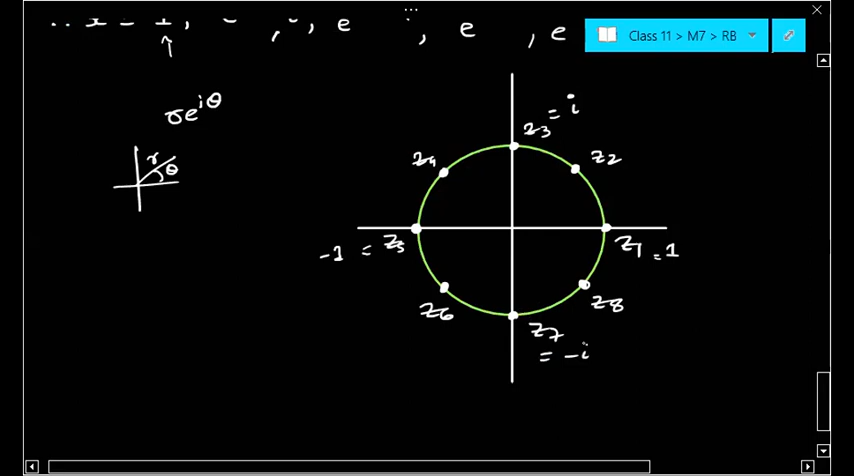 Class 11 > M7 > RB
, e , e
re^iθ
r
θ
z3 = i
z4
z2
-1 = z5
z1 = 1
z6
z8
z7
= -i